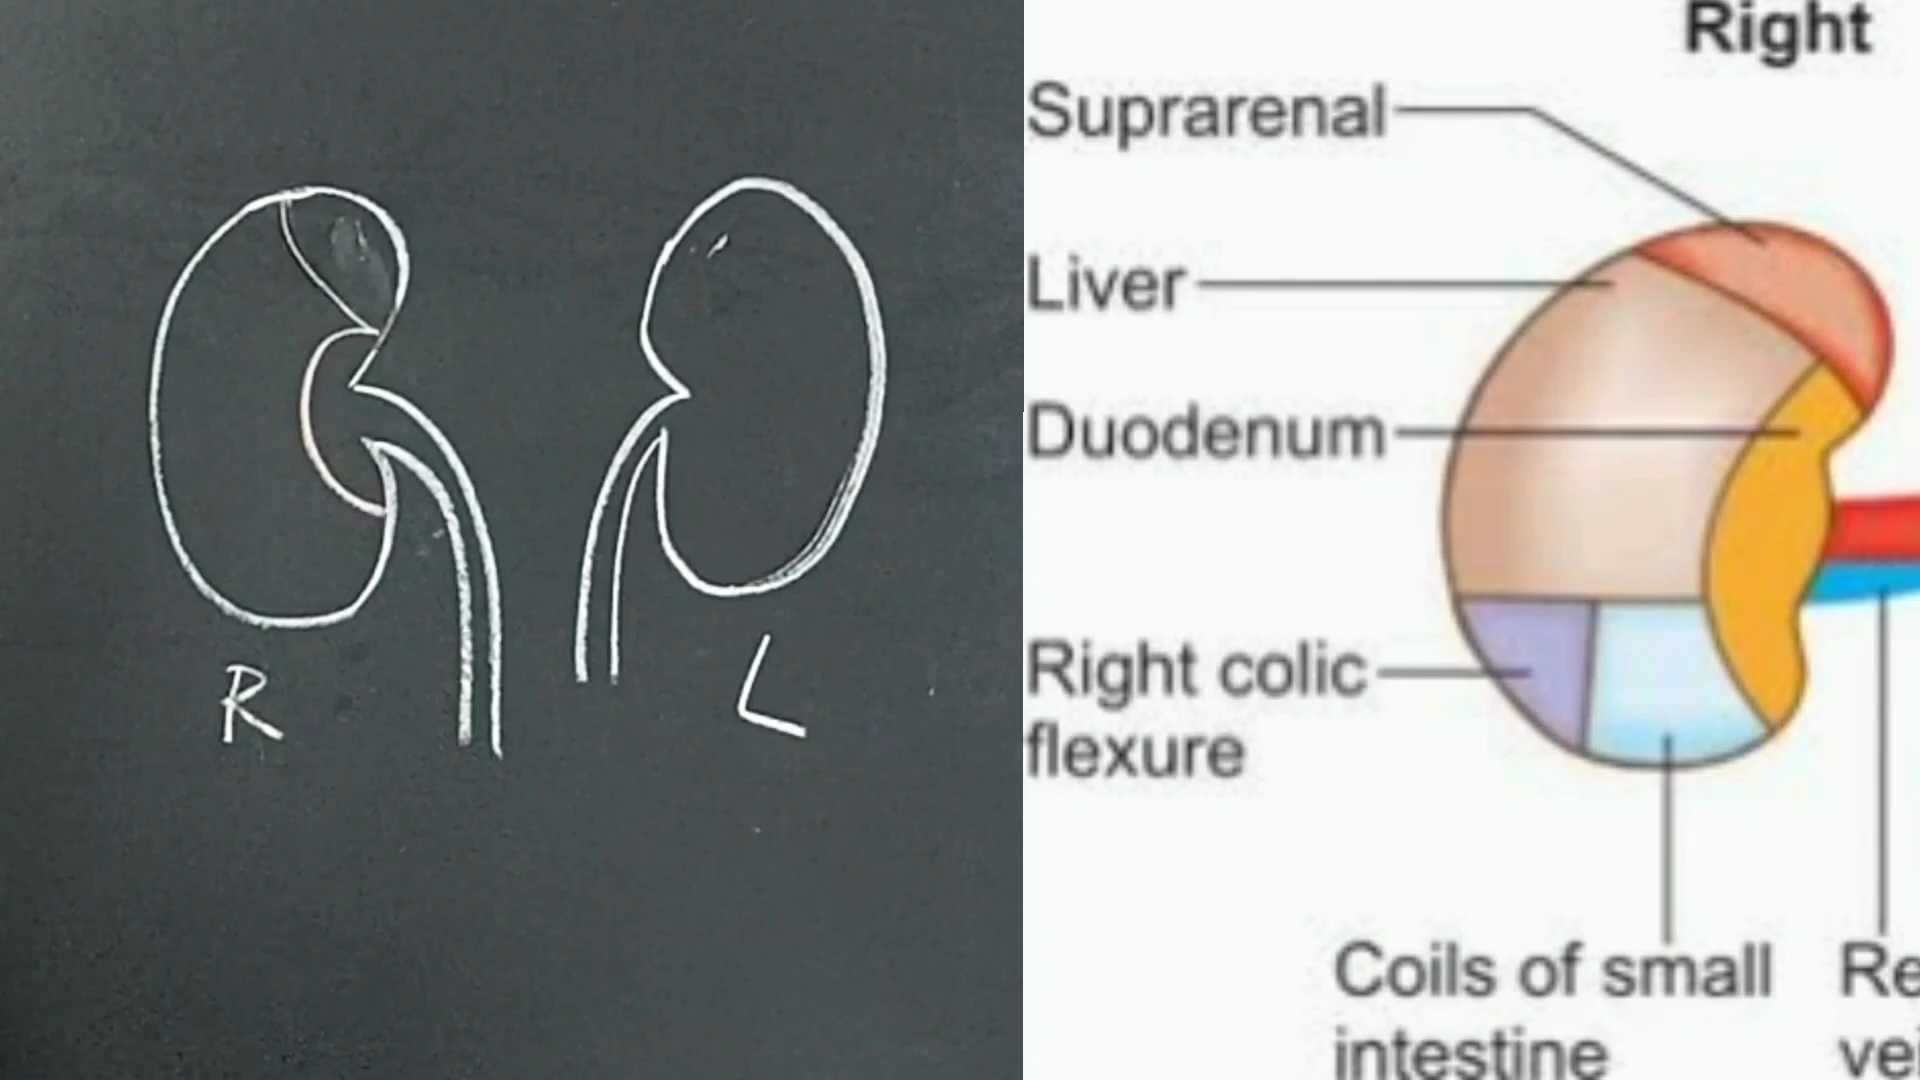 R
L
Right
Suprarenal
Liver
Duodenum
Right colic
flexure
Coils of small
intestine